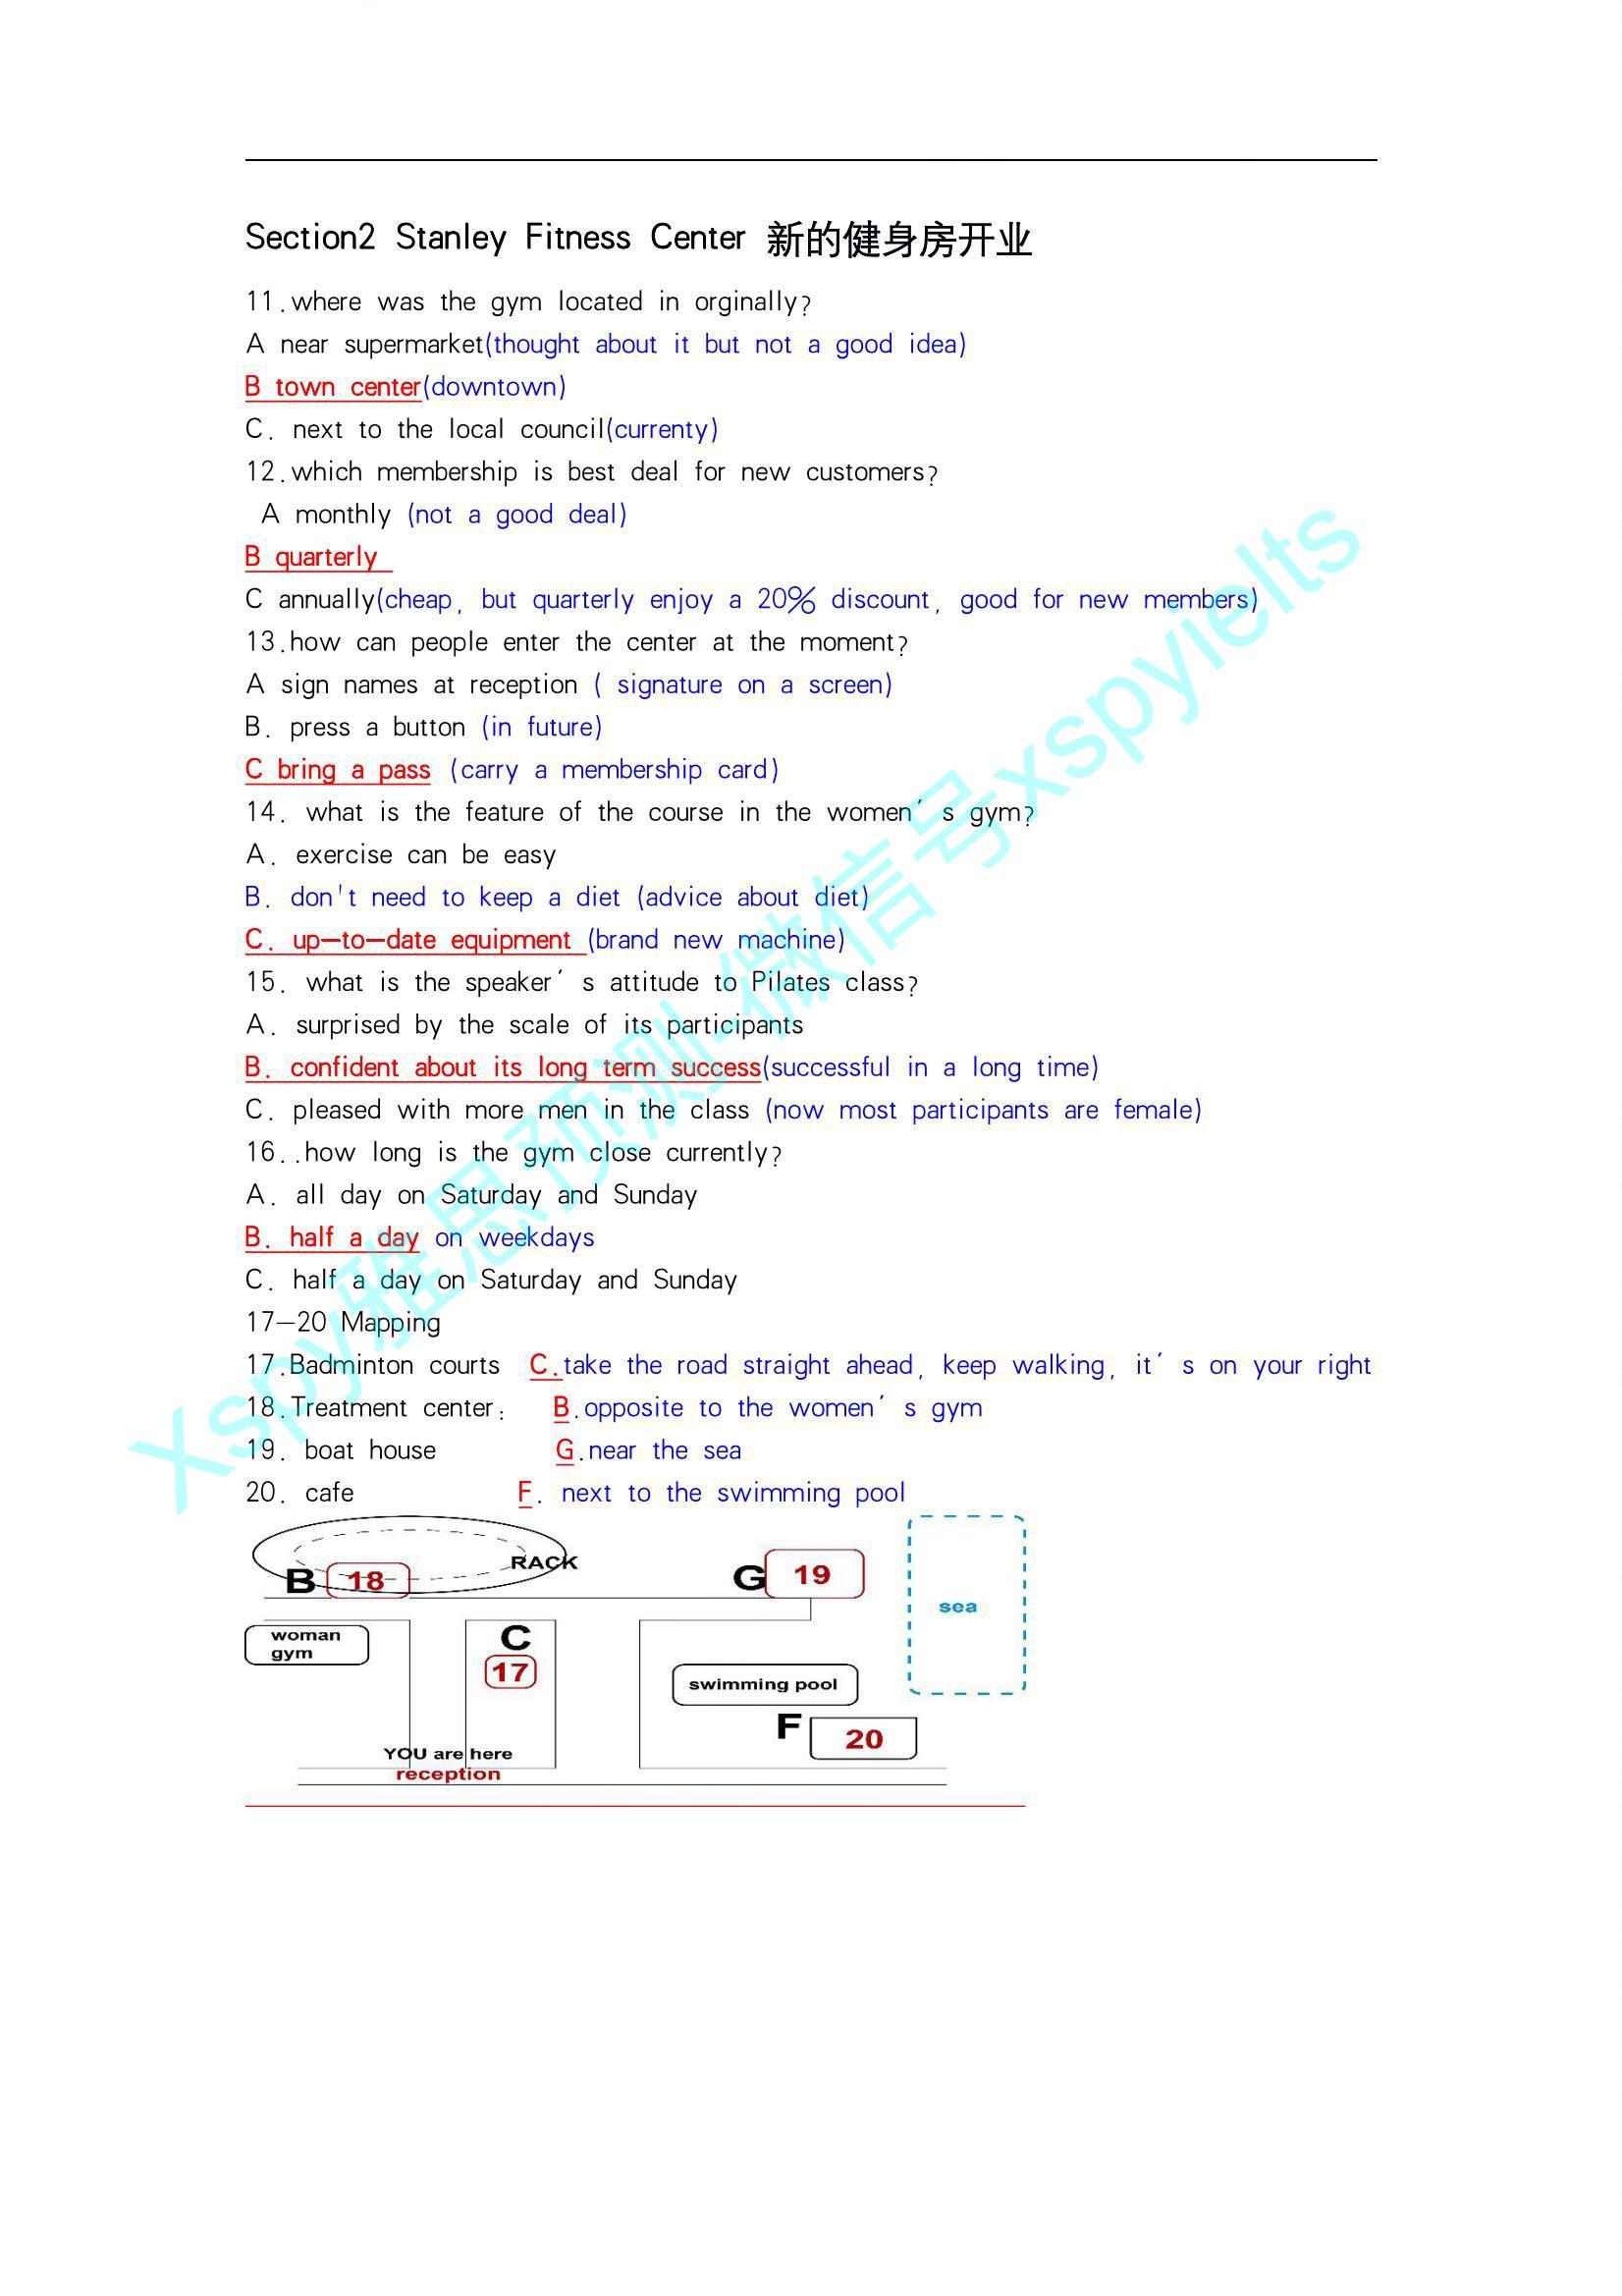 Section2 Stanley Fitness Center 新的健身房开业
11.where was the gym located in orginally?
A near supermarket(thought about it but not a good idea)
B town center(downtown)
C. next to the local council(currenty)
12.which membership is best deal for new customers?
A monthly (not a good deal)
B quarterly
C annually(cheap, but quarterly enjoy a 20% discount, good for new members)
13.how can people enter the center at the moment?
A sign names at reception ( signature on a screen)
B. press a button (in future)
C bring a pass (carry a membership card)
14. what is the feature of the course in the women′ s gym?
A. exercise can be easy
B. don't need to keep a diet (advice about diet)
C. up-to-date equipment (brand new machine)
15. what is the speaker′ s attitude to Pilates class?
A. surprised by the scale of its participants
B. confident about its long term success(successful in a long time)
C. pleased with more men in the class (now most participants are female)
16..how long is the gym close currently?
A. all day on Saturday and Sunday
B. half a day on weekdays
C. half a day on Saturday and Sunday
17-20 Mapping
17.Badminton courts C.take the road straight ahead, keep walking, it′ s on your right
18.Treatment center: B.opposite to the women′ s gym
19. boat house G.near the sea
20. cafe F. next to the swimming pool
RACK
B 18
G 19
sea
woman
gym
C
17
swimming pool
F 20
YOU are here
reception
Xspy雅思预测-微信号xspyielts